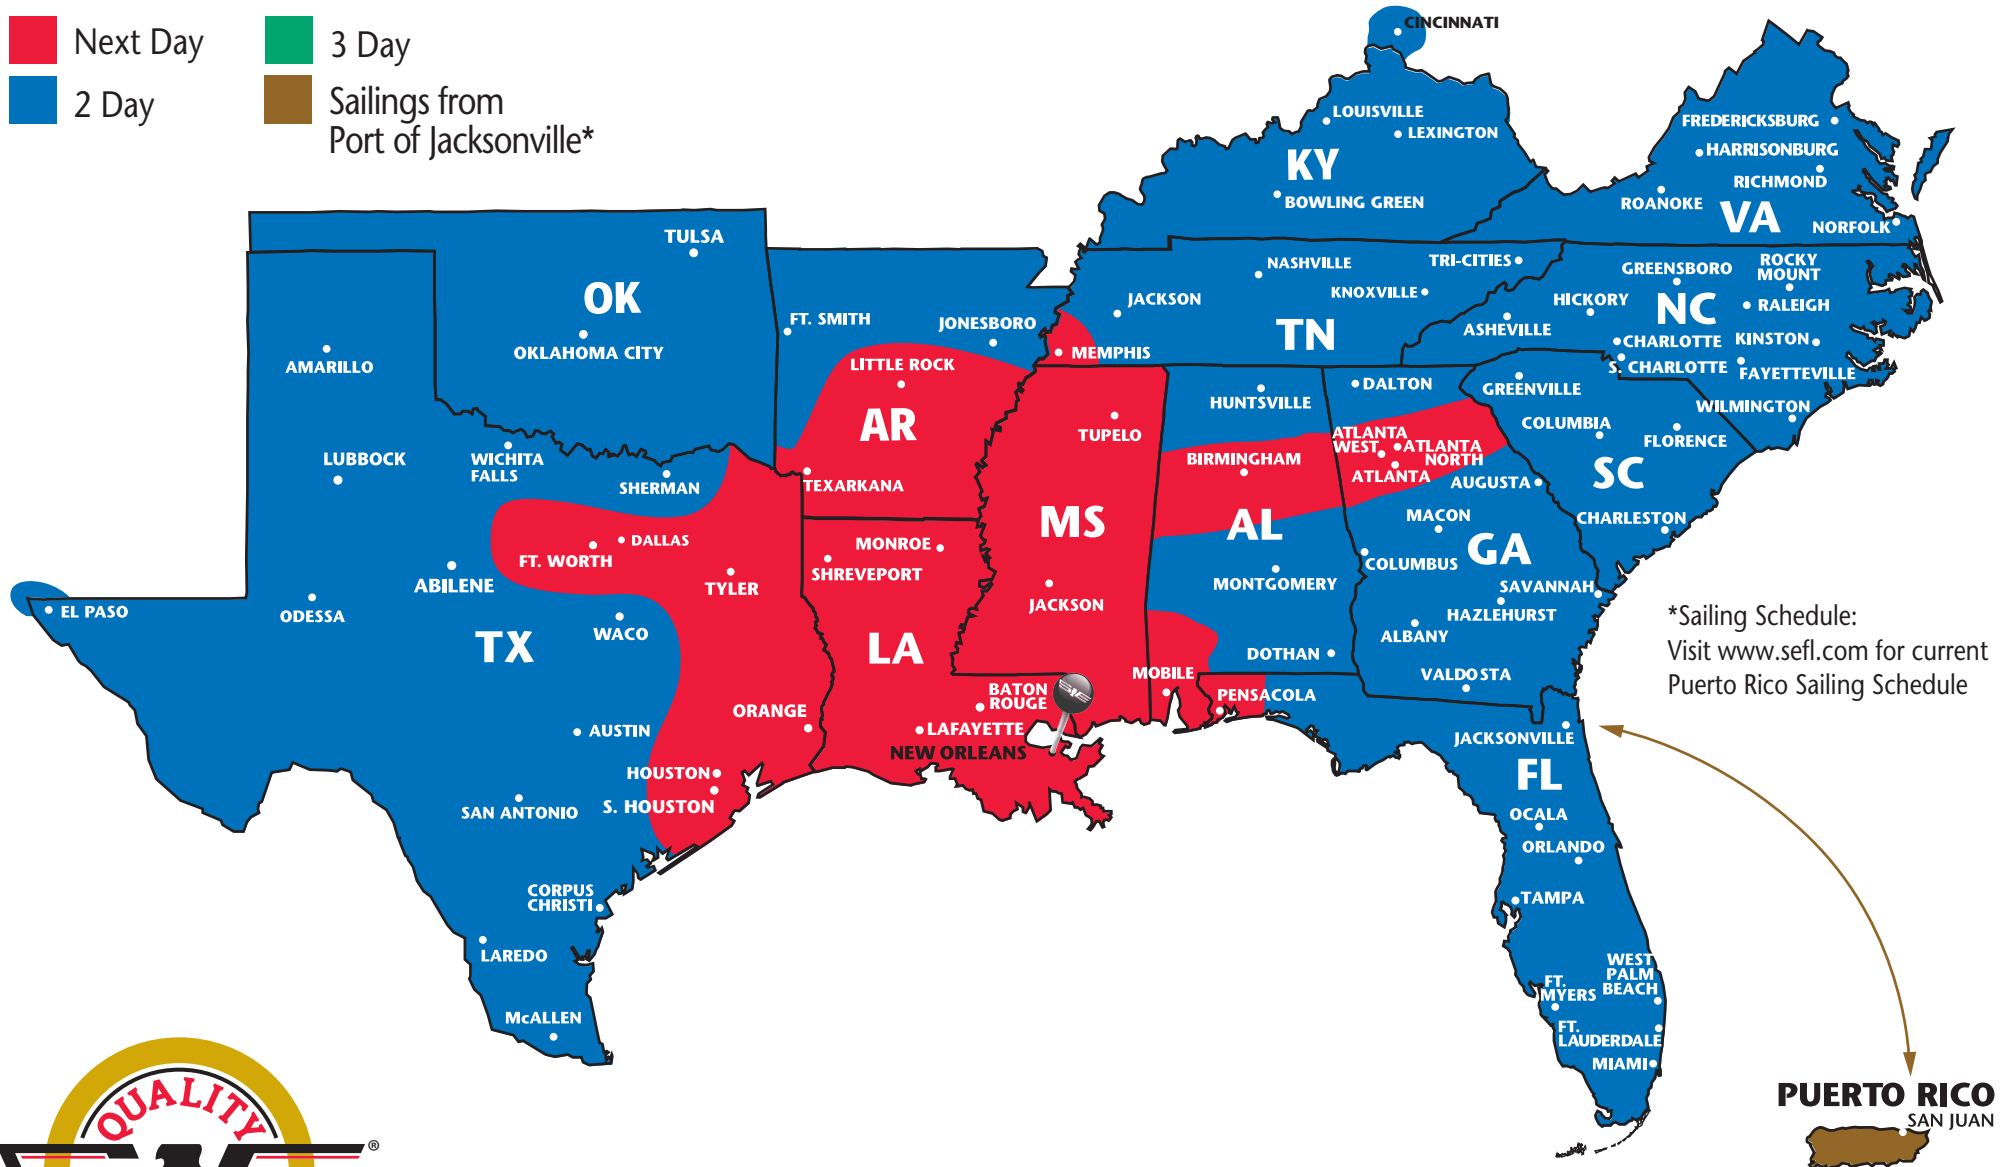 Next Day
3 Day
2 Day
Sailings from
Port of Jacksonville*
CINCINNATI
LOUISVILLE
LEXINGTON
KY
BOWLING GREEN
FREDERICKSBURG
HARRISONBURG
RICHMOND
ROANOKE
VA
NORFOLK
TULSA
OK
OKLAHOMA CITY
NASHVILLE
TRI-CITIES
KNOXVILLE
JACKSON
TN
MEMPHIS
GREENSBORO
ROCKY
MOUNT
HICKORY
NC
RALEIGH
ASHEVILLE
CHARLOTTE
KINSTON
S. CHARLOTTE
FAYETTEVILLE
WILMINGTON
FT. SMITH
JONESBORO
LITTLE ROCK
AR
TEXARKANA
AMARILLO
LUBBOCK
WICHITA
FALLS
SHERMAN
DALLAS
FT. WORTH
TYLER
ABILENE
EL PASO
ODESSA
WACO
TX
ORANGE
AUSTIN
HOUSTON
S. HOUSTON
SAN ANTONIO
CORPUS
CHRISTI
LAREDO
McALLEN
MONROE
SHREVEPORT
LA
BATON
ROUGE
LAFAYETTE
NEW ORLEANS
TUPELO
MS
JACKSON
HUNTSVILLE
BIRMINGHAM
AL
MONTGOMERY
DOTHAN
MOBILE
DALTON
ATLANTA
WEST
ATLANTA
NORTH
ATLANTA
AUGUSTA
MACON
COLUMBUS
GA
SAVANNAH
HAZLEHURST
ALBANY
VALDOSTA
GREENVILLE
COLUMBIA
FLORENCE
SC
CHARLESTON
PENSACOLA
JACKSONVILLE
FL
OCALA
ORLANDO
TAMPA
WEST
PALM
BEACH
FT.
MYERS
FT.
LAUDERDALE
MIAMI
*Sailing Schedule:
Visit www.sefl.com for current
Puerto Rico Sailing Schedule
PUERTO RICO
SAN JUAN
QUALITY
®